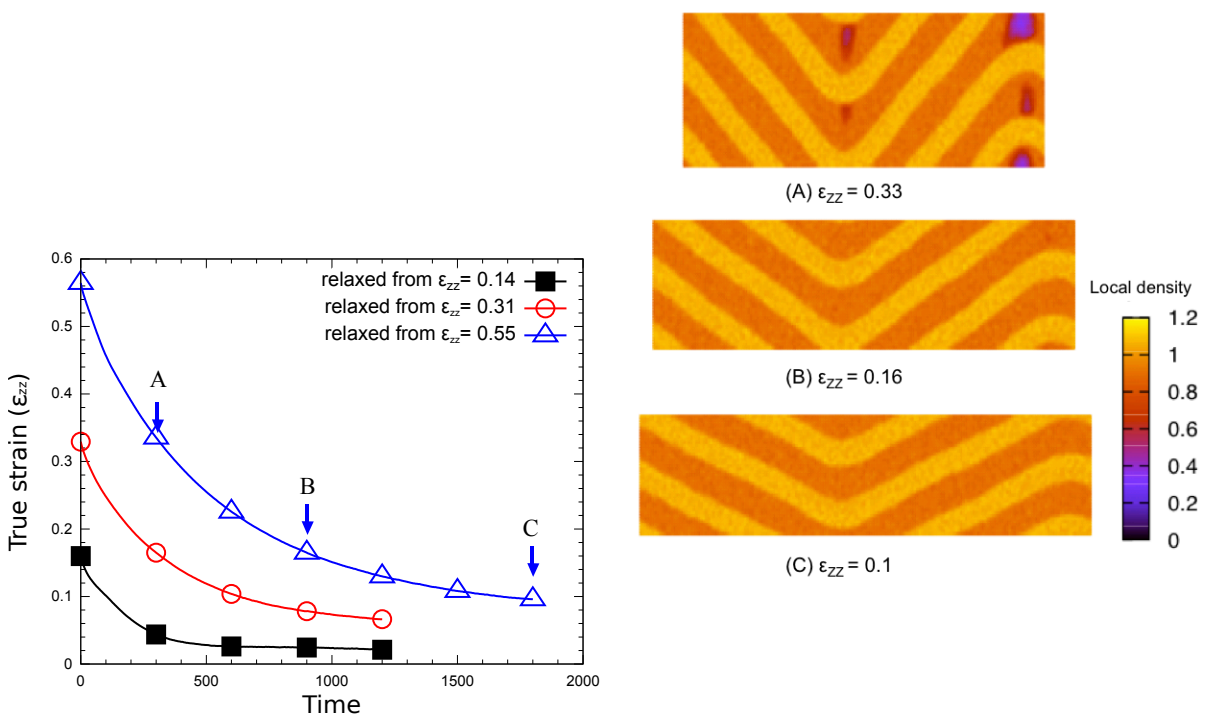 (A) εZZ = 0.33
(B) εZZ = 0.16
(C) εZZ = 0.1
Local density
1.2
1
0.8
0.6
0.4
0.2
0
True strain (εzz)
0.6
0.5
0.4
0.3
0.2
0.1
0
relaxed from εzz= 0.14
relaxed from εzz= 0.31
relaxed from εzz= 0.55
A
B
C
0 500 1000 1500 2000
Time